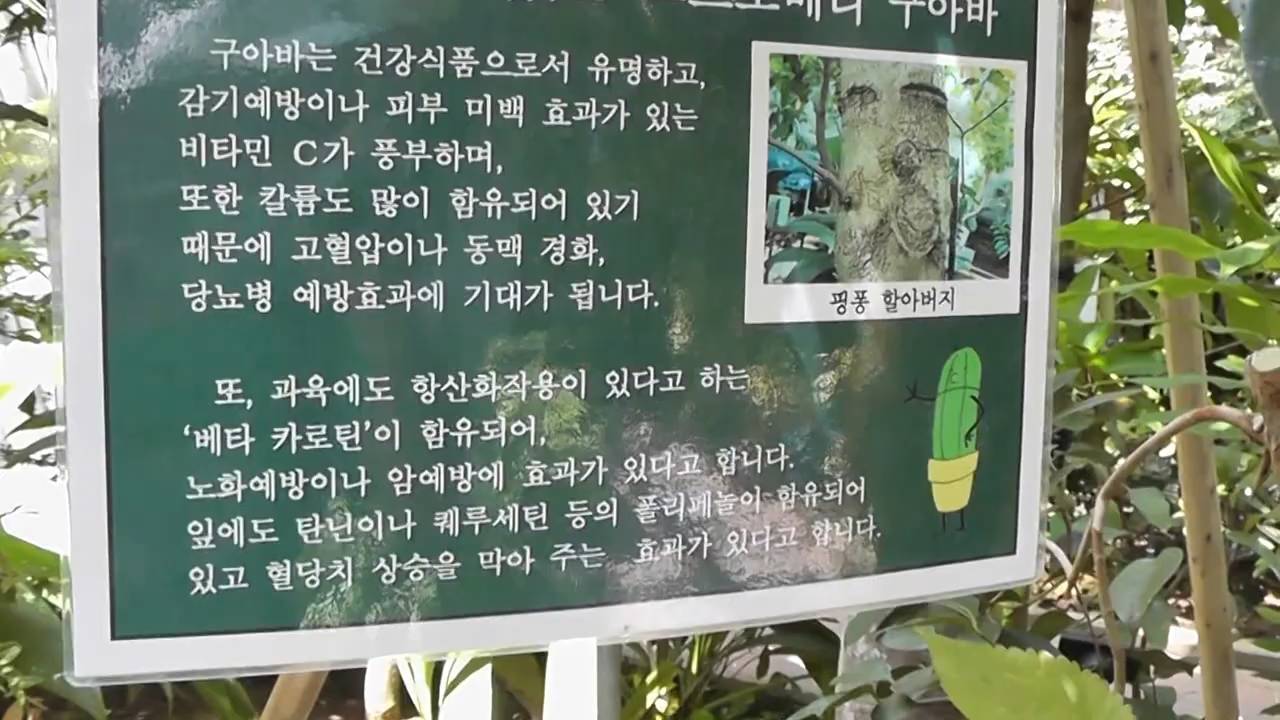 구아바
구아바는 건강식품으로서 유명하고,
감기예방이나 피부 미백 효과가 있는
비타민 C가 풍부하며,
또한 칼륨도 많이 함유되어 있기
때문에 고혈압이나 동맥 경화,
당뇨병 예방효과에 기대가 됩니다.
핑퐁 할아버지
또, 과육에도 항산화작용이 있다고 하는
‘베타 카로틴’이 함유되어,
노화예방이나 암예방에 효과가 있다고 합니다.
잎에도 탄닌이나 퀘루세틴 등의 폴리페놀이 함유되어
있고 혈당치 상승을 막아 주는 효과가 있다고 합니다.